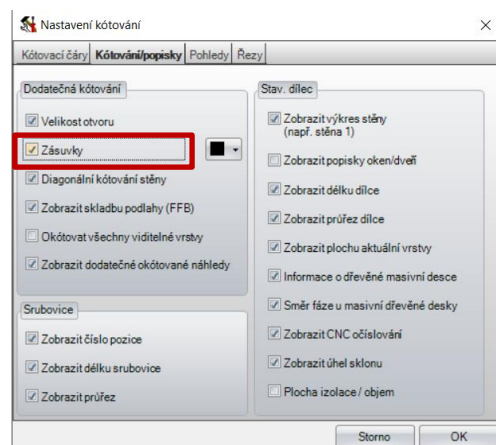 Nastavení kótování
Kótovací čáry Kótování/popisky Pohledy Řezy
Dodatečná kótování
Velikost otvoru
Zásuvky
Diagonální kótování stěny
Zobrazit skladbu podlahy (FFB)
Okótovat všechny viditelné vrstvy
Zobrazit dodatečné okótované náhledy
Srubovice
Zobrazit číslo pozice
Zobrazit délku srubovice
Zobrazit průřez
Stav. dílec
Zobrazit výkres stěny
(např. stěna 1)
Zobrazit popisky oken/dveří
Zobrazit délku dílce
Zobrazit průřez dílce
Zobrazit plochu aktuální vrstvy
Informace o dřevěné masivní desce
Směr fáze u masivní dřevěné desky
Zobrazit CNC očíslování
Zobrazit úhel sklonu
Plocha izolace / objem
Storno
OK